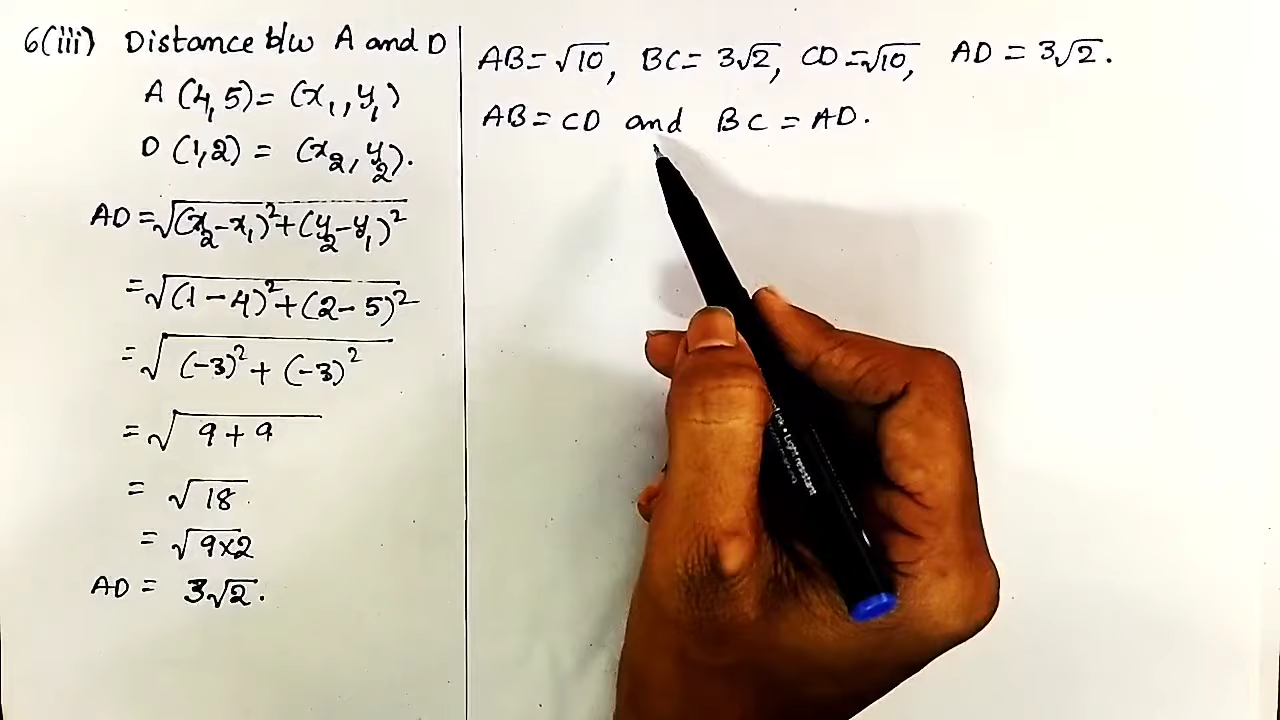 6(iii) Distance b/w A and D
A (4,5) = (x₁, y₁)
D (1,2) = (x₂, y₂).
AD = √(x₂-x₁)²+(y₂-y₁)²
= √(1-4)²+(2-5)²
= √(-3)²+(-3)²
= √9+9
= √18
= √9×2
AD = 3√2.
AB = √10, BC = 3√2, CD = √10, AD = 3√2.
AB = CD and BC = AD.
Light resistant